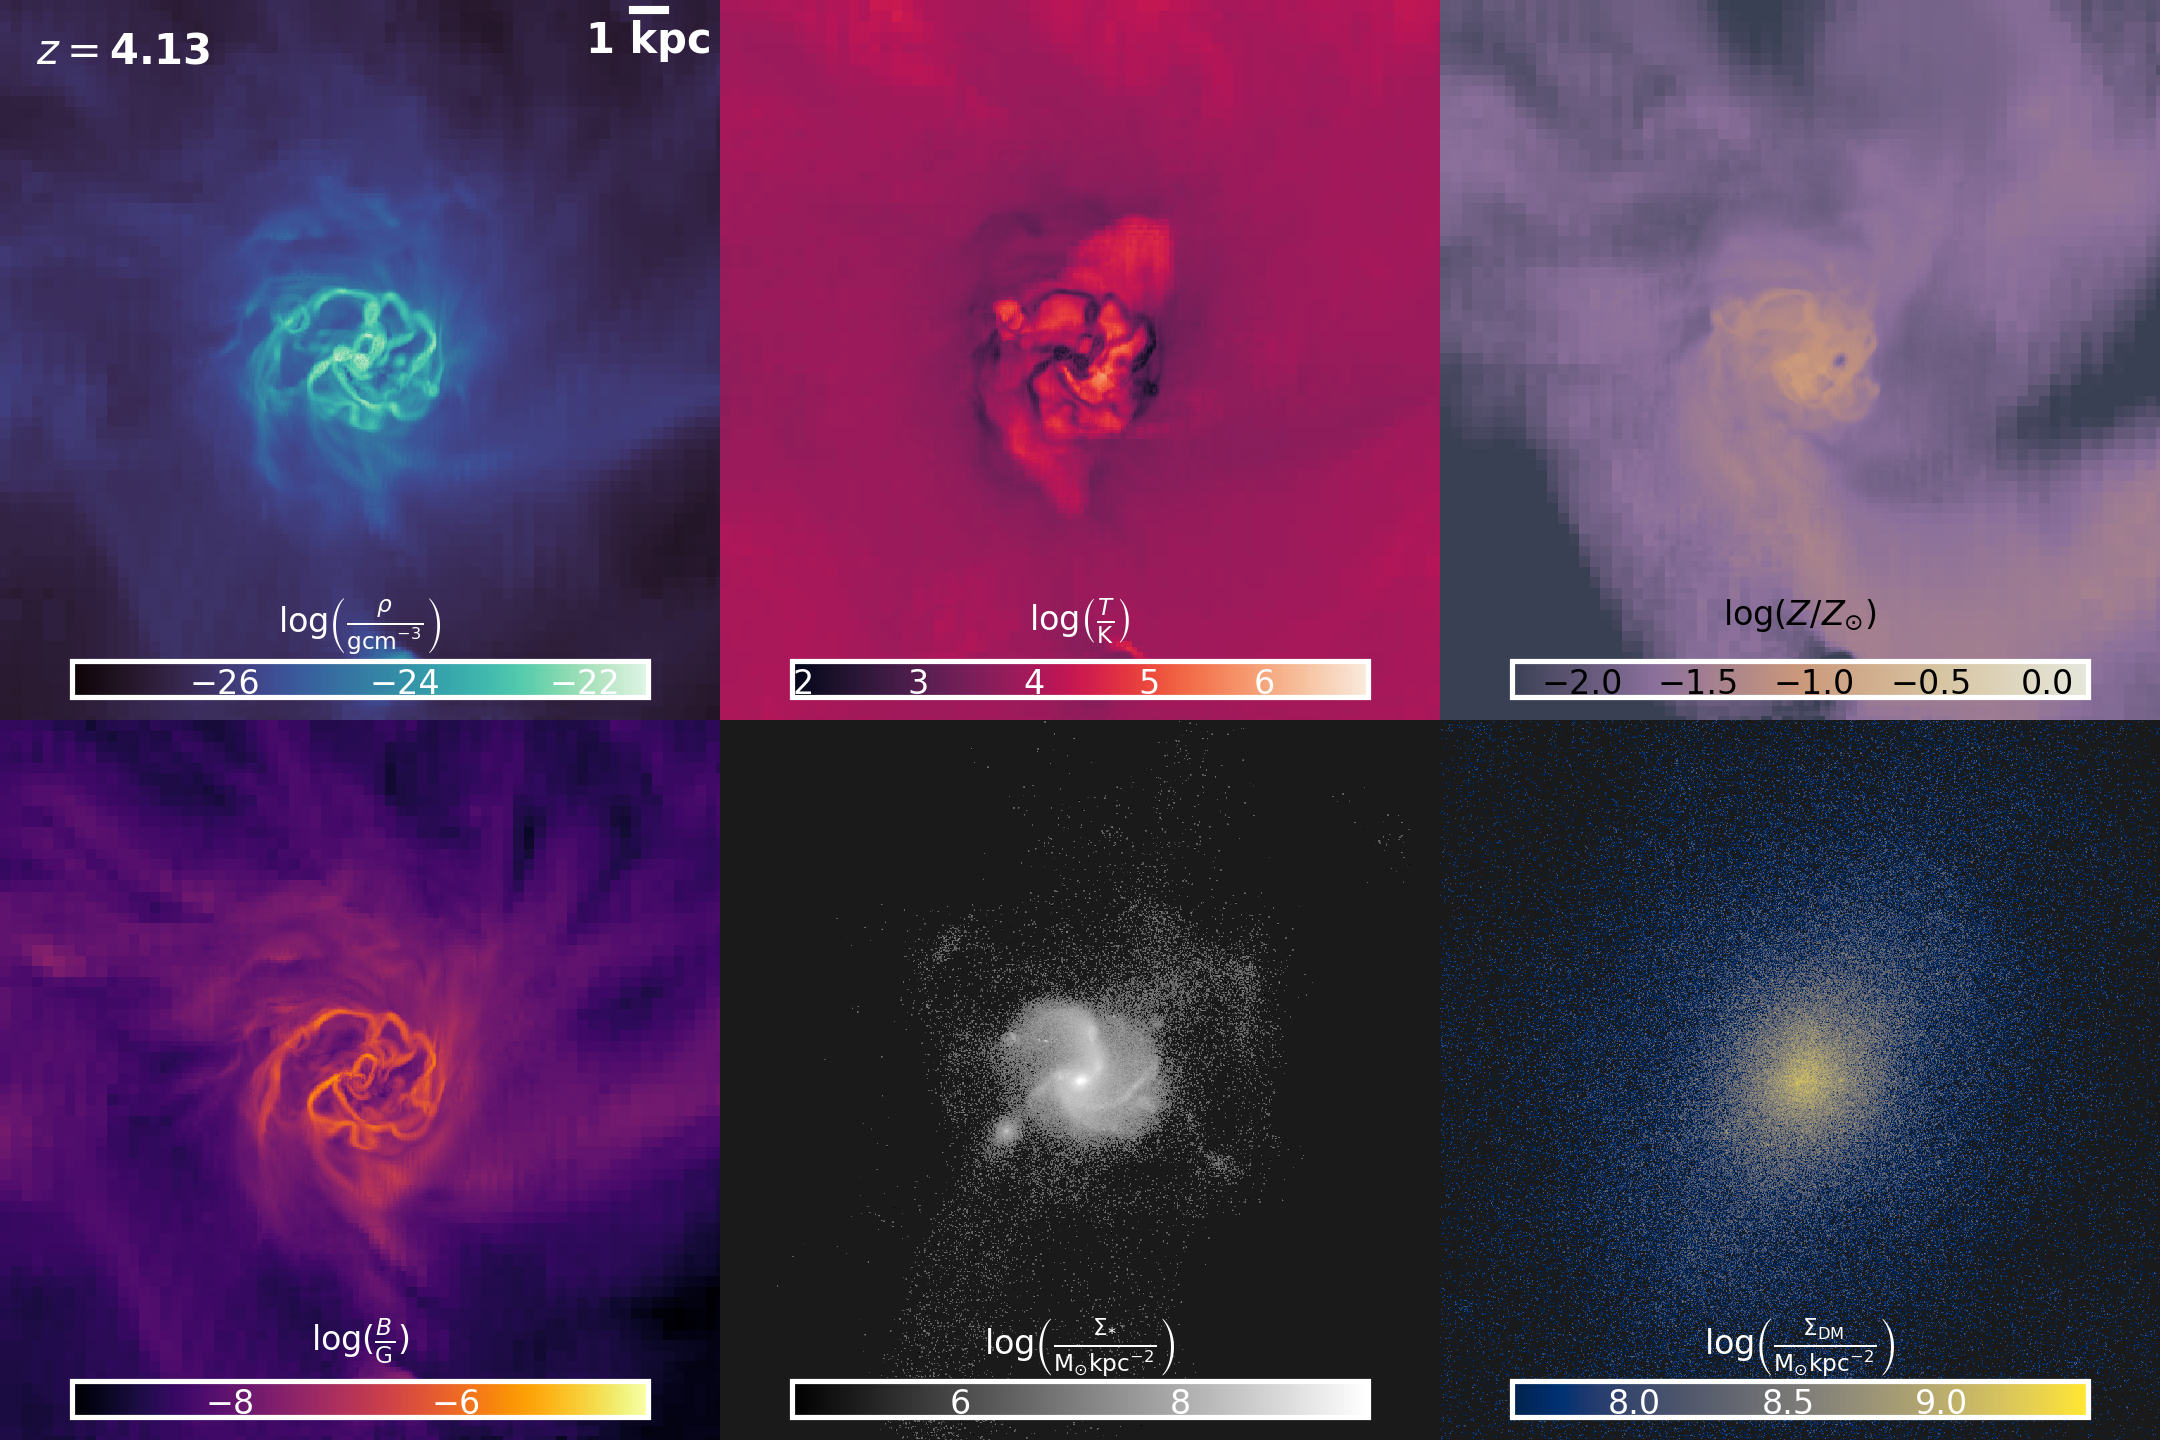 z = 4.13
1 kpc
log(ρ/gcm⁻³)
−26 −24 −22
log(T/K)
2 3 4 5 6
log(Z/Z⊙)
−2.0 −1.5 −1.0 −0.5 0.0
log(B/G)
−8 −6
log(Σ*/M⊙kpc⁻²)
6 8
log(Σ_DM/M⊙kpc⁻²)
8.0 8.5 9.0